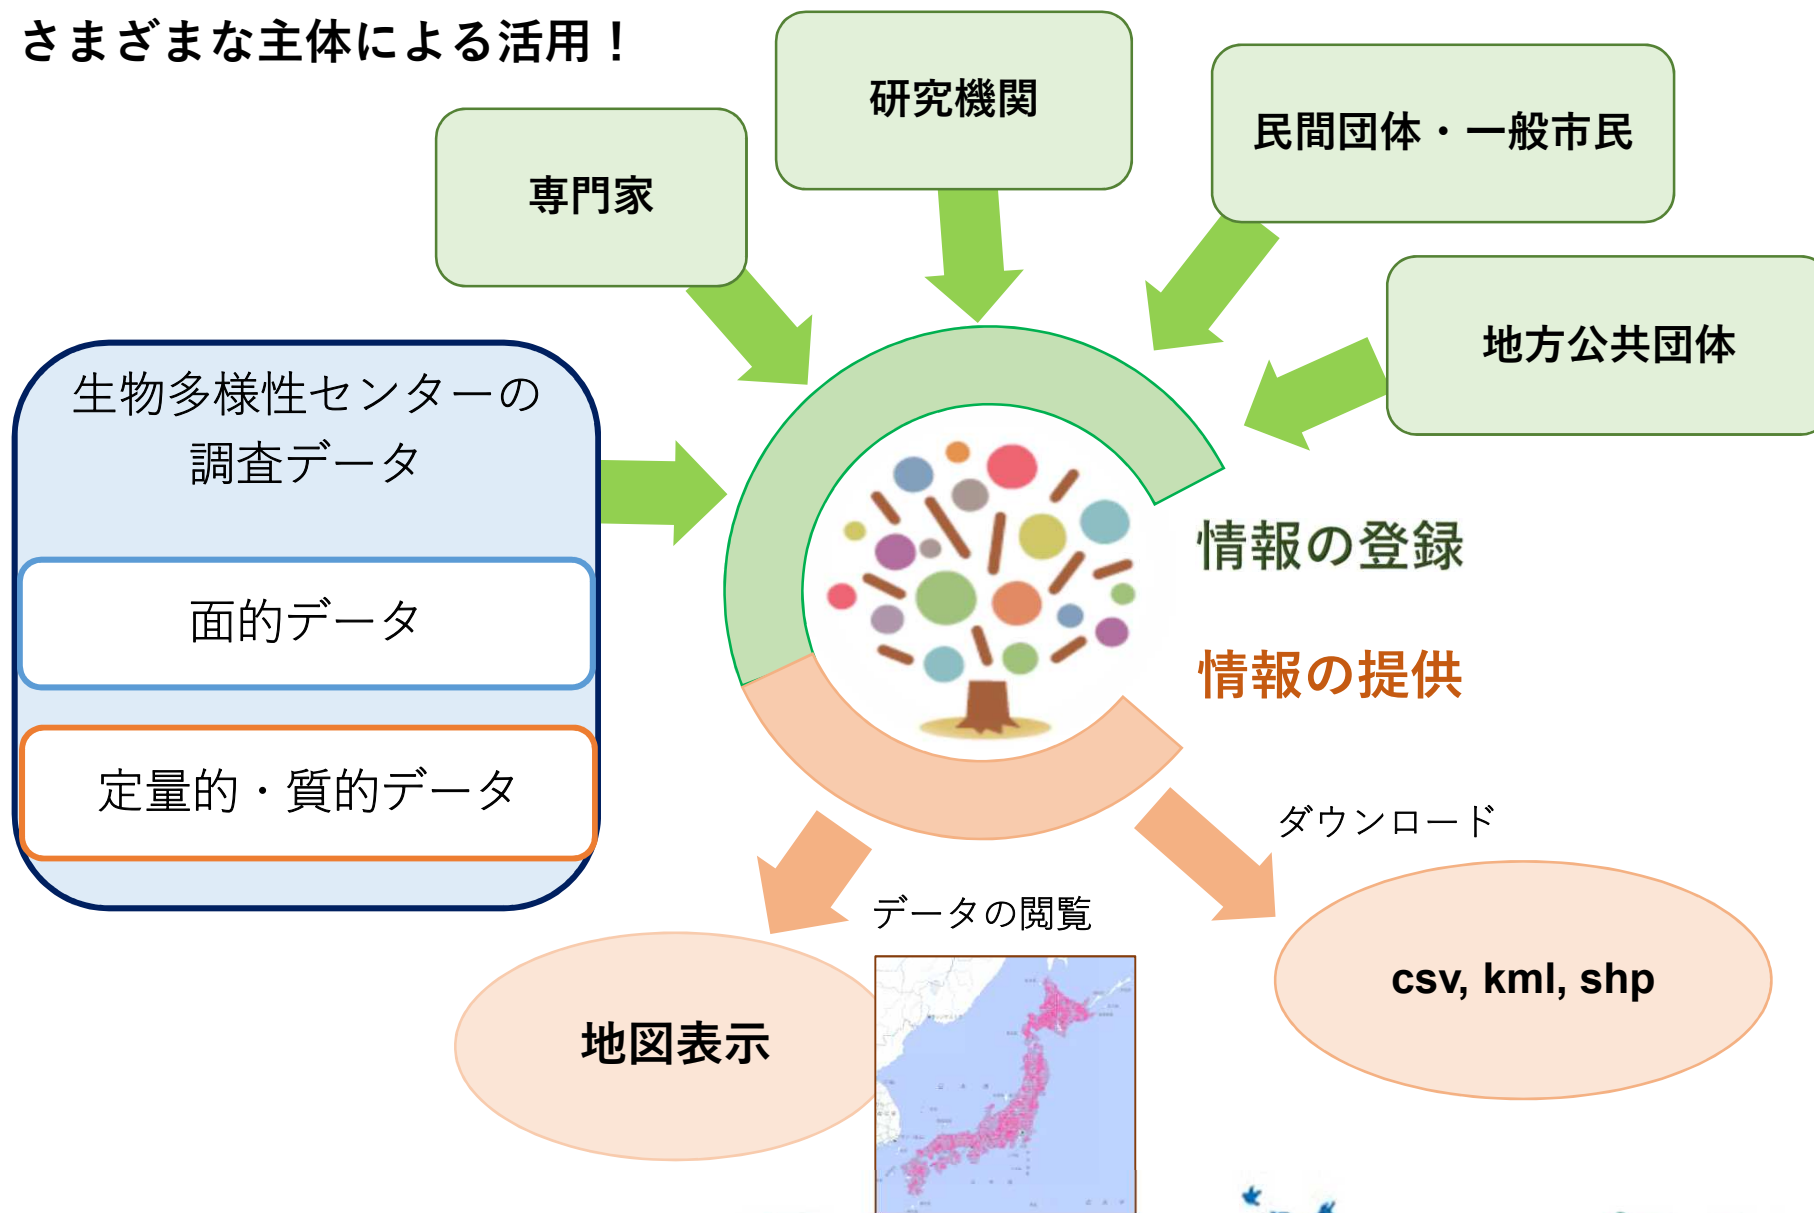 さまざまな主体による活用！
研究機関
民間団体・一般市民
専門家
地方公共団体
生物多様性センターの
調査データ
面的データ
定量的・質的データ
情報の登録
情報の提供
ダウンロード
データの閲覧
csv, kml, shp
地図表示